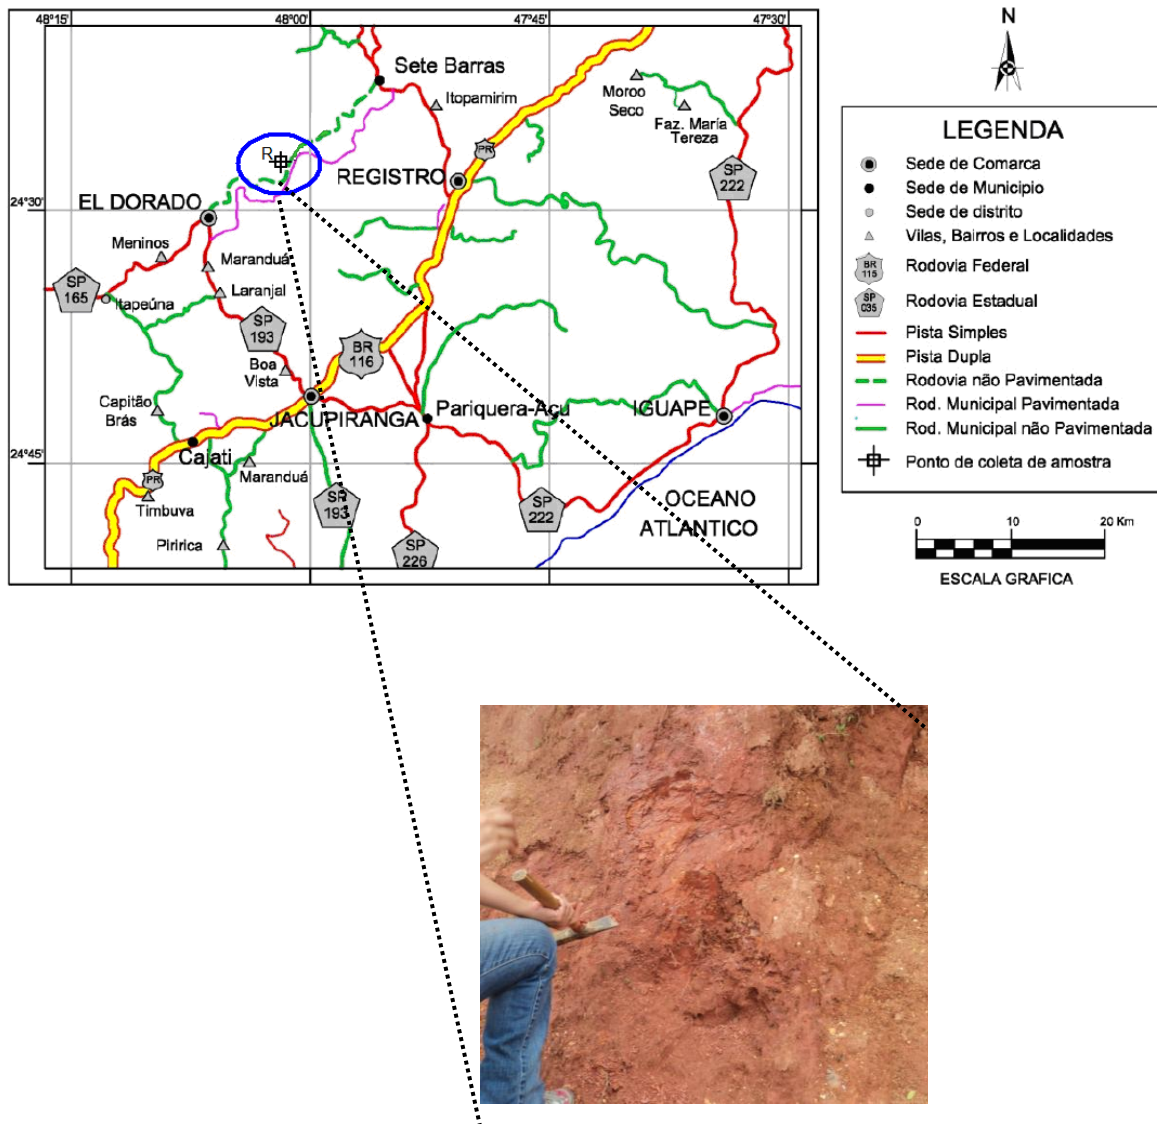 48°15'
48°00'
47°45'
47°30'
N
Sete Barras
Itopamirim
Moroo
Seco
Faz. María
Tereza
PR
R
REGISTRO
SP
222
24°30'
EL DORADO
Meninos
Maranduá
SP
165
Itapeúna
Laranjal
SP
193
BR
116
Boa
Vista
Capitão
Brás
JACUPIRANGA
Pariquera-Açu
IGUAPE
Cajati
24°45'
Maranduá
PR
Timbuva
SP
193
SP
222
OCEANO
ATLANTICO
Piririca
SP
226
LEGENDA
Sede de Comarca
Sede de Municipio
Sede de distrito
Vilas, Bairros e Localidades
BR
115
Rodovia Federal
SP
035
Rodovia Estadual
Pista Simples
Pista Dupla
Rodovia não Pavimentada
Rod. Municipal Pavimentada
Rod. Municipal não Pavimentada
Ponto de coleta de amostra
0 10 20 Km
ESCALA GRAFICA